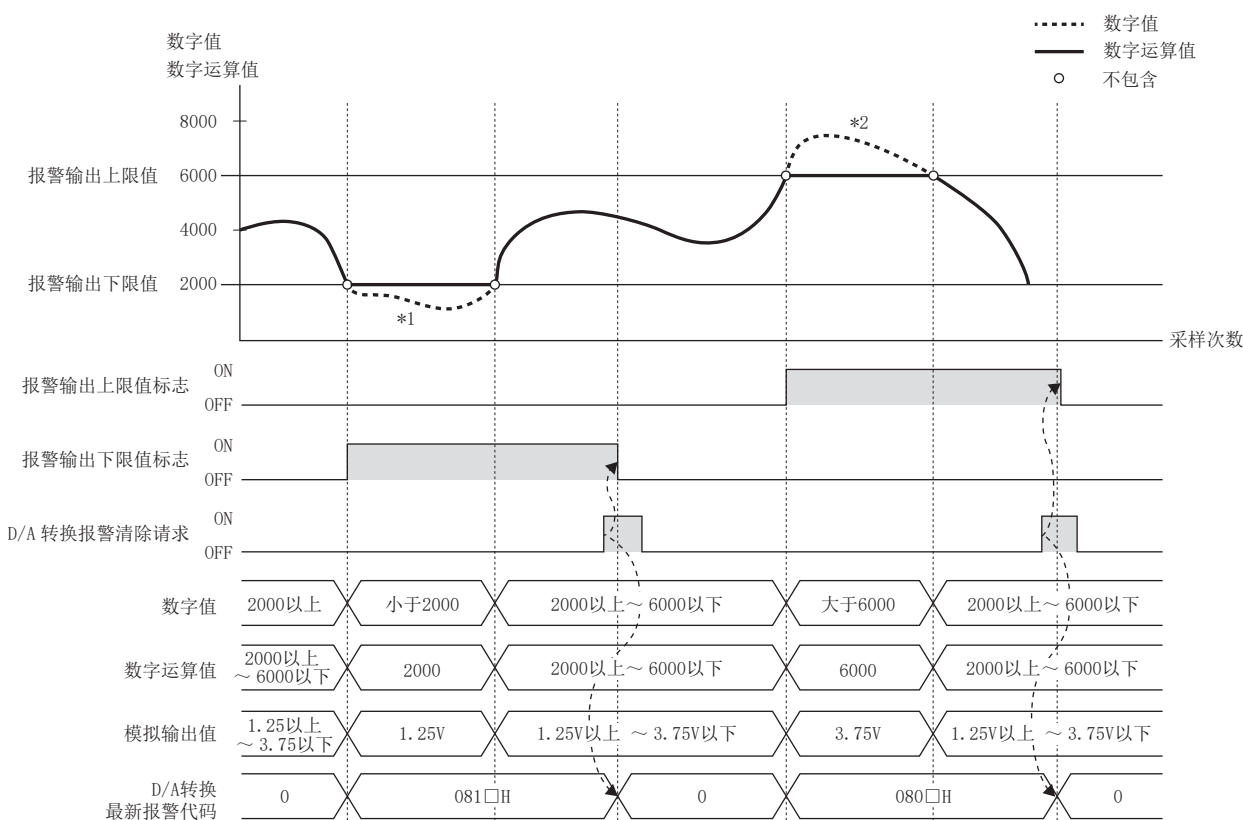 数字值
数字运算值
数字值
数字运算值
不包含
8000
*2
报警输出上限值 6000
4000
报警输出下限值 2000
*1
采样次数
报警输出上限值标志 ON
OFF
报警输出下限值标志 ON
OFF
D/A 转换报警清除请求 ON
OFF
数字值 2000以上 小于2000 2000以上～ 6000以下 大于6000 2000以上～ 6000以下
数字运算值 2000以上 ～ 6000以下 2000 2000以上～ 6000以下 6000 2000以上～ 6000以下
模拟输出值 1.25以上 ～ 3.75以下 1.25V 1.25V以上 ～ 3.75V以下 3.75V 1.25V以上 ～ 3.75V以下
D/A转换
最新报警代码 0 081□H 0 080□H 0